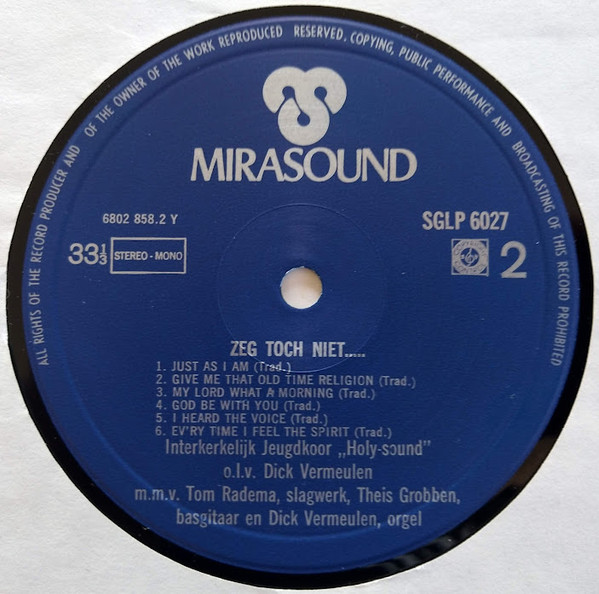 ALL RIGHTS OF THE RECORD PRODUCER AND OF THE OWNER OF THE WORK REPRODUCED RESERVED. COPYING, PUBLIC PERFORMANCE AND BROADCASTING OF THIS RECORD PROHIBITED
MIRASOUND
6802 858.2 Y
SGLP 6027
33⅓ STEREO - MONO
2
ZEG TOCH NIET.....
1. JUST AS I AM (Trad.)
2. GIVE ME THAT OLD TIME RELIGION (Trad.)
3. MY LORD WHAT A MORNING (Trad.)
4. GOD BE WITH YOU (Trad.)
5. I HEARD THE VOICE (Trad.)
6. EV'RY TIME I FEEL THE SPIRIT (Trad.)
Interkerkelijk Jeugdkoor „Holy-sound”
o.l.v. Dick Vermeulen
m.m.v. Tom Radema, slagwerk, Theis Grobben,
basgitaar en Dick Vermeulen, orgel